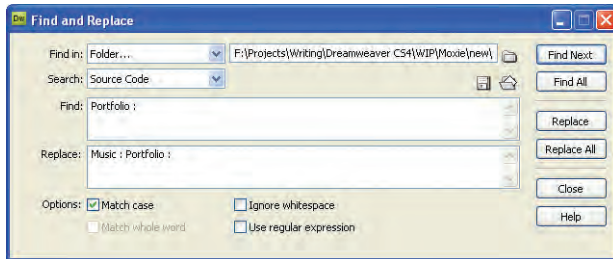 Dw Find and Replace
Find in: Folder... F:\Projects\Writing\Dreamweaver CS4\WIP\Moxie\new\ Find Next
Search: Source Code Find All
Find: Portfolio :
Replace
Replace: Music : Portfolio : Replace All
Close
Options: Match case Ignore whitespace
Match whole word Use regular expression Help